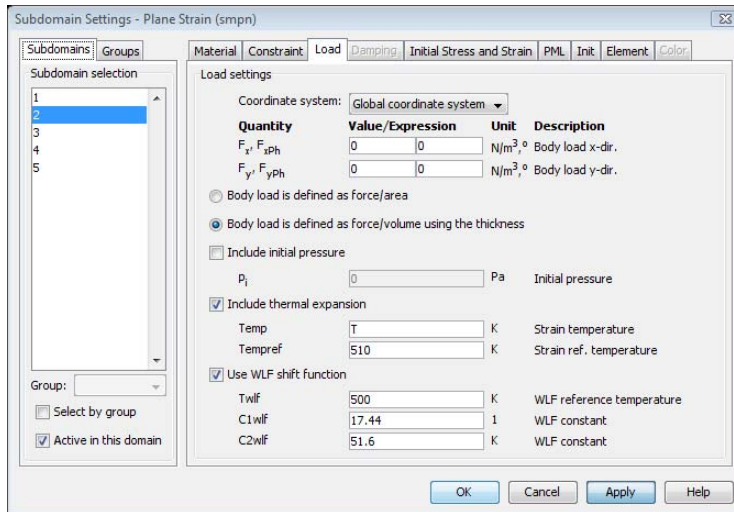 Subdomain Settings - Plane Strain (smpn)
Subdomains Groups
Subdomain selection
1
2
3
4
5
Group:
Select by group
Active in this domain
Material Constraint Load Damping Initial Stress and Strain PML Init Element Color
Load settings
Coordinate system: Global coordinate system
Quantity Value/Expression Unit Description
Fx, FxPh 0 0 N/m3,° Body load x-dir.
Fy, FyPh 0 0 N/m3,° Body load y-dir.
Body load is defined as force/area
Body load is defined as force/volume using the thickness
Include initial pressure
pi 0 Pa Initial pressure
Include thermal expansion
Temp T K Strain temperature
Tempref 510 K Strain ref. temperature
Use WLF shift function
Twlf 500 K WLF reference temperature
C1wlf 17.44 1 WLF constant
C2wlf 51.6 K WLF constant
OK Cancel Apply Help